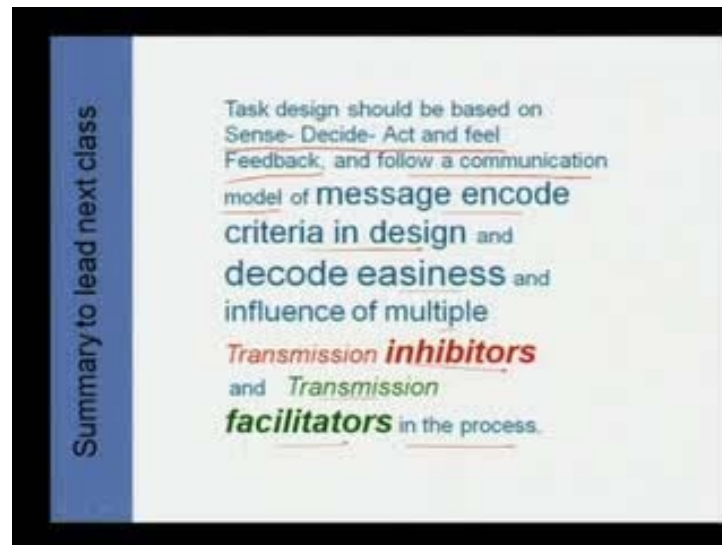 Summary to lead next class
Task design should be based on
Sense- Decide- Act and feel
Feedback, and follow a communication
model of message encode
criteria in design and
decode easiness and
influence of multiple
Transmission inhibitors
and Transmission
facilitators in the process.